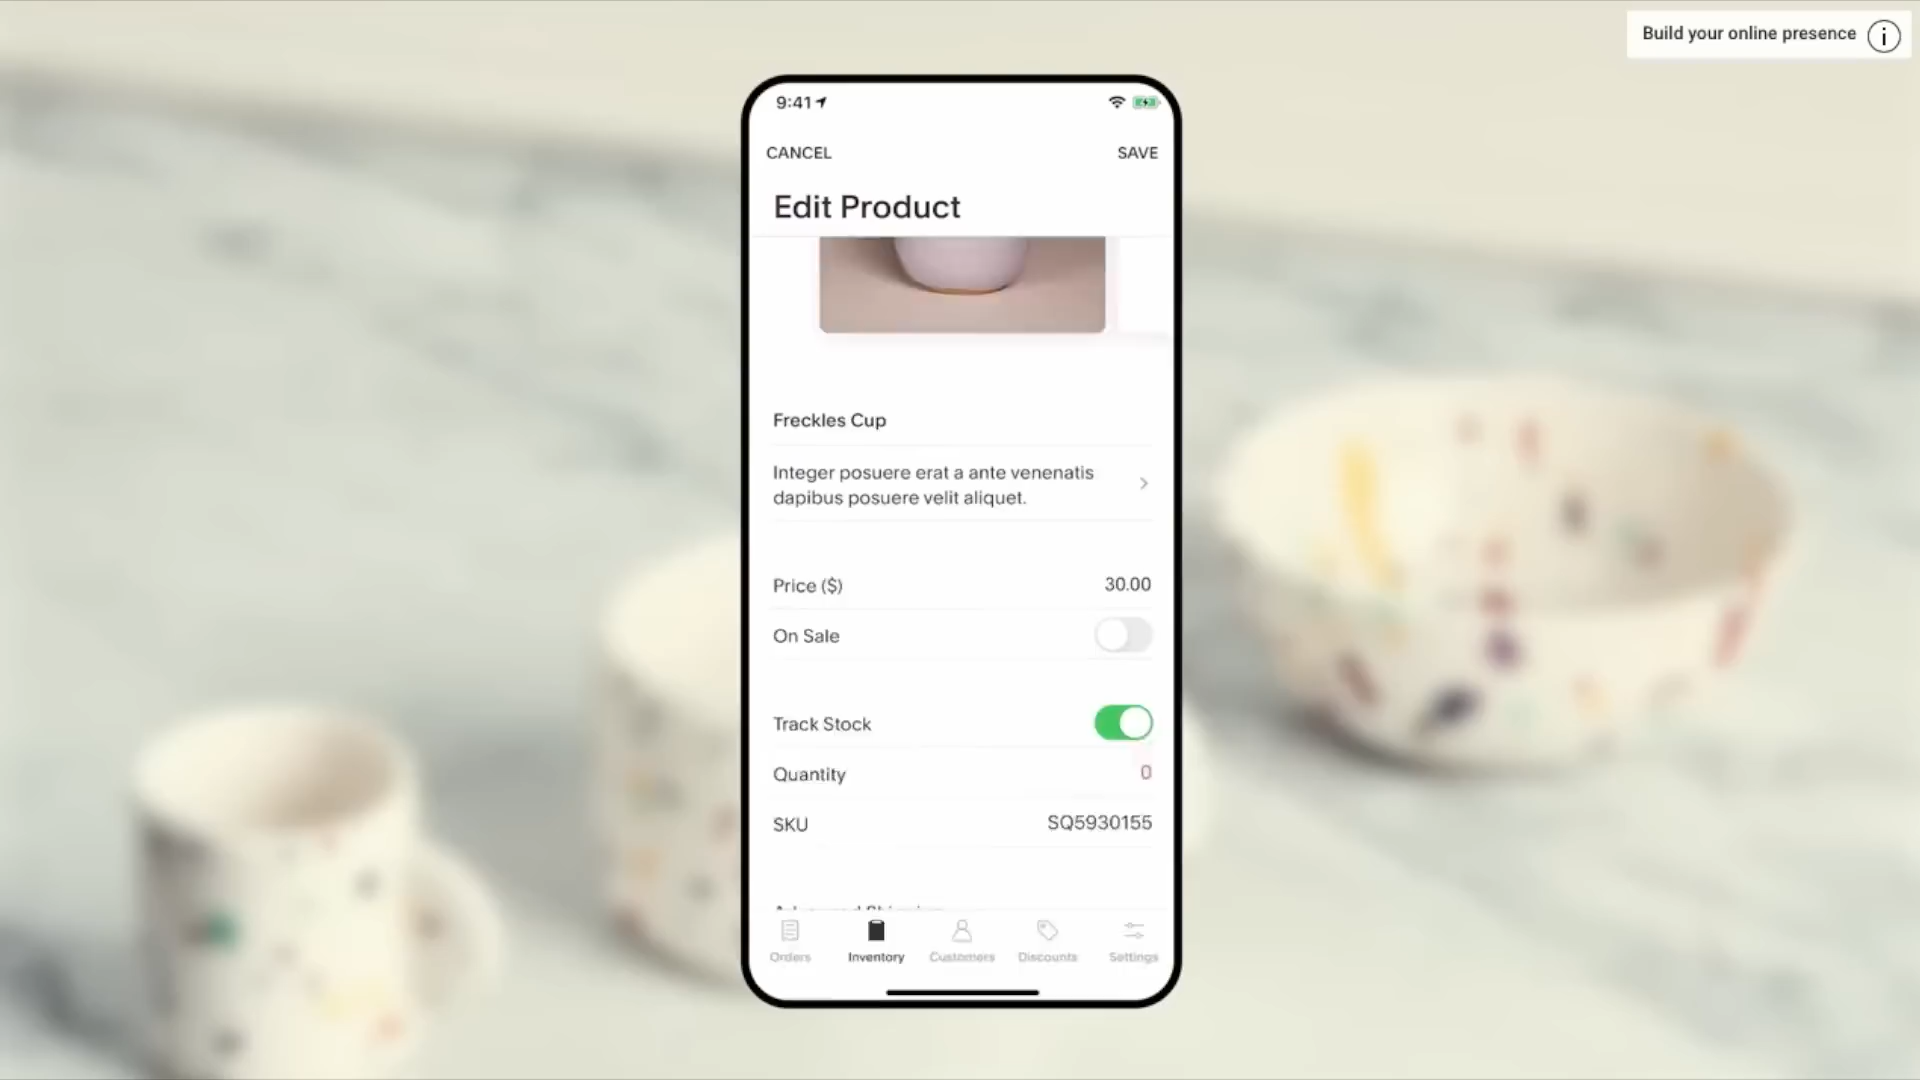 Build your online presence
9:41
CANCEL
SAVE
Edit Product
Freckles Cup
Integer posuere erat a ante venenatis
dapibus posuere velit aliquet.
Price ($)
30.00
On Sale
Track Stock
Quantity
0
SKU
SQ5930155
Orders
Inventory
Customers
Discounts
Settings